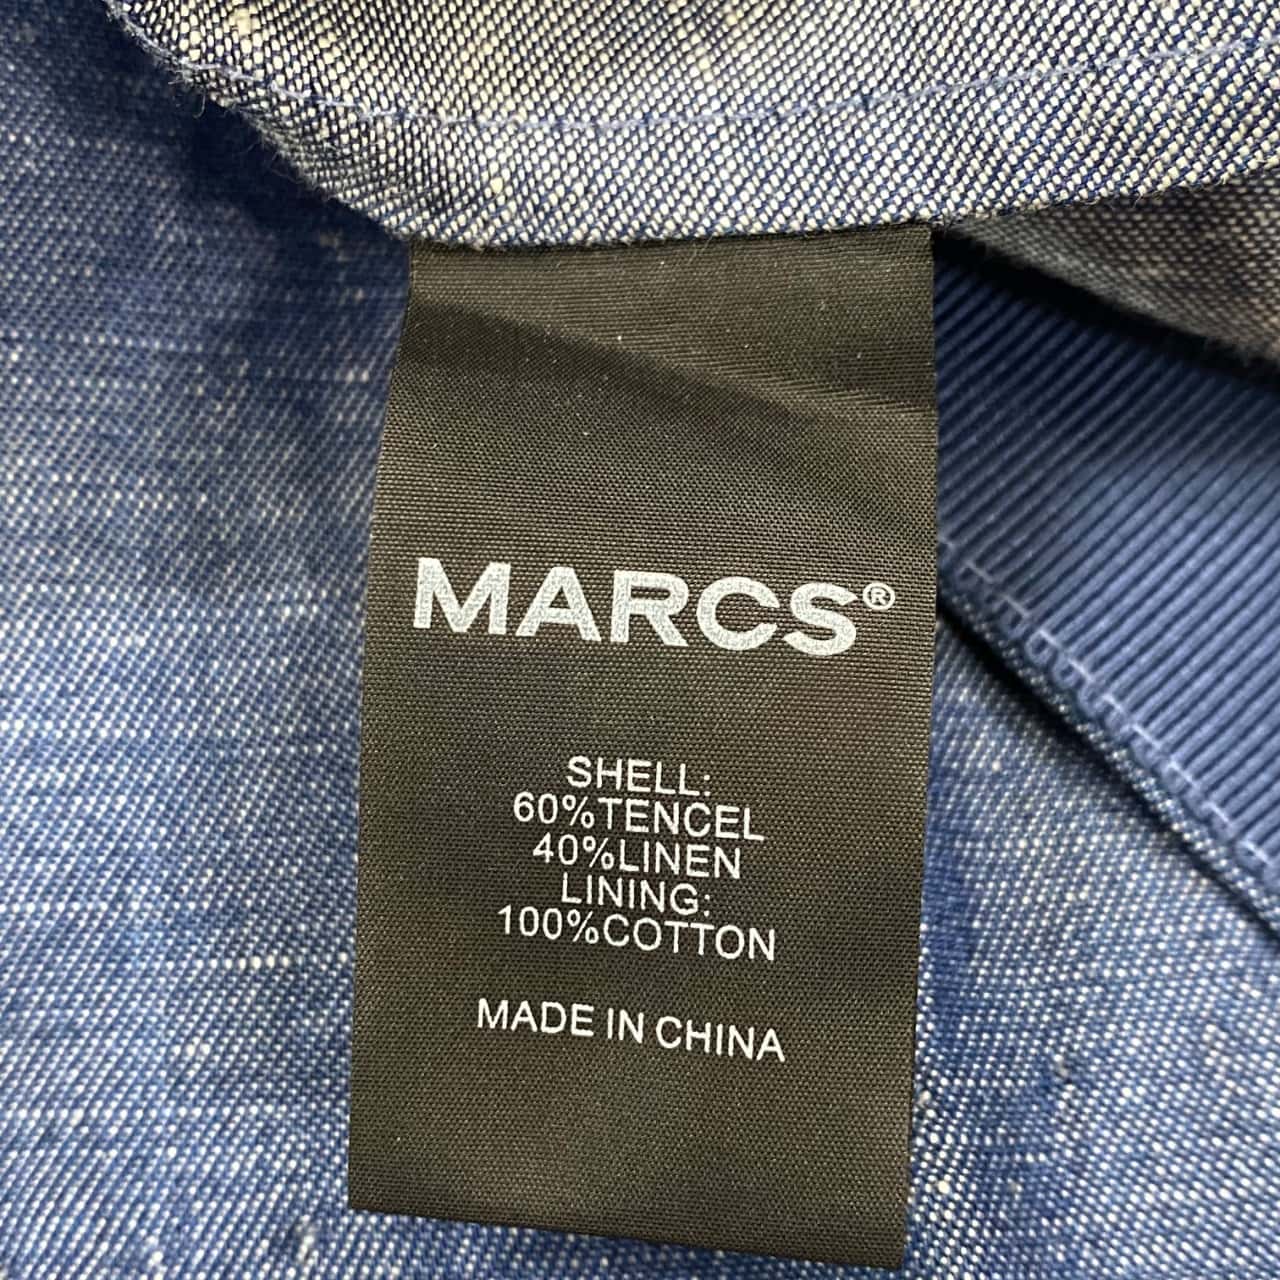 MARCS®
SHELL:
60%TENCEL
40%LINEN
LINING:
100%COTTON
MADE IN CHINA